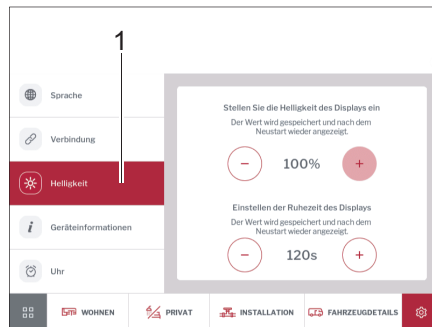 1
Sprache
Verbindung
Helligkeit
Geräteinformationen
Uhr
Stellen Sie die Helligkeit des Displays ein
Der Wert wird gespeichert und nach dem
Neustart wieder angezeigt.
− 100% +
Einstellen der Ruhezeit des Displays
Der Wert wird gespeichert und nach dem
Neustart wieder angezeigt.
− 120s +
WOHNEN PRIVAT INSTALLATION FAHRZEUGDETAILS